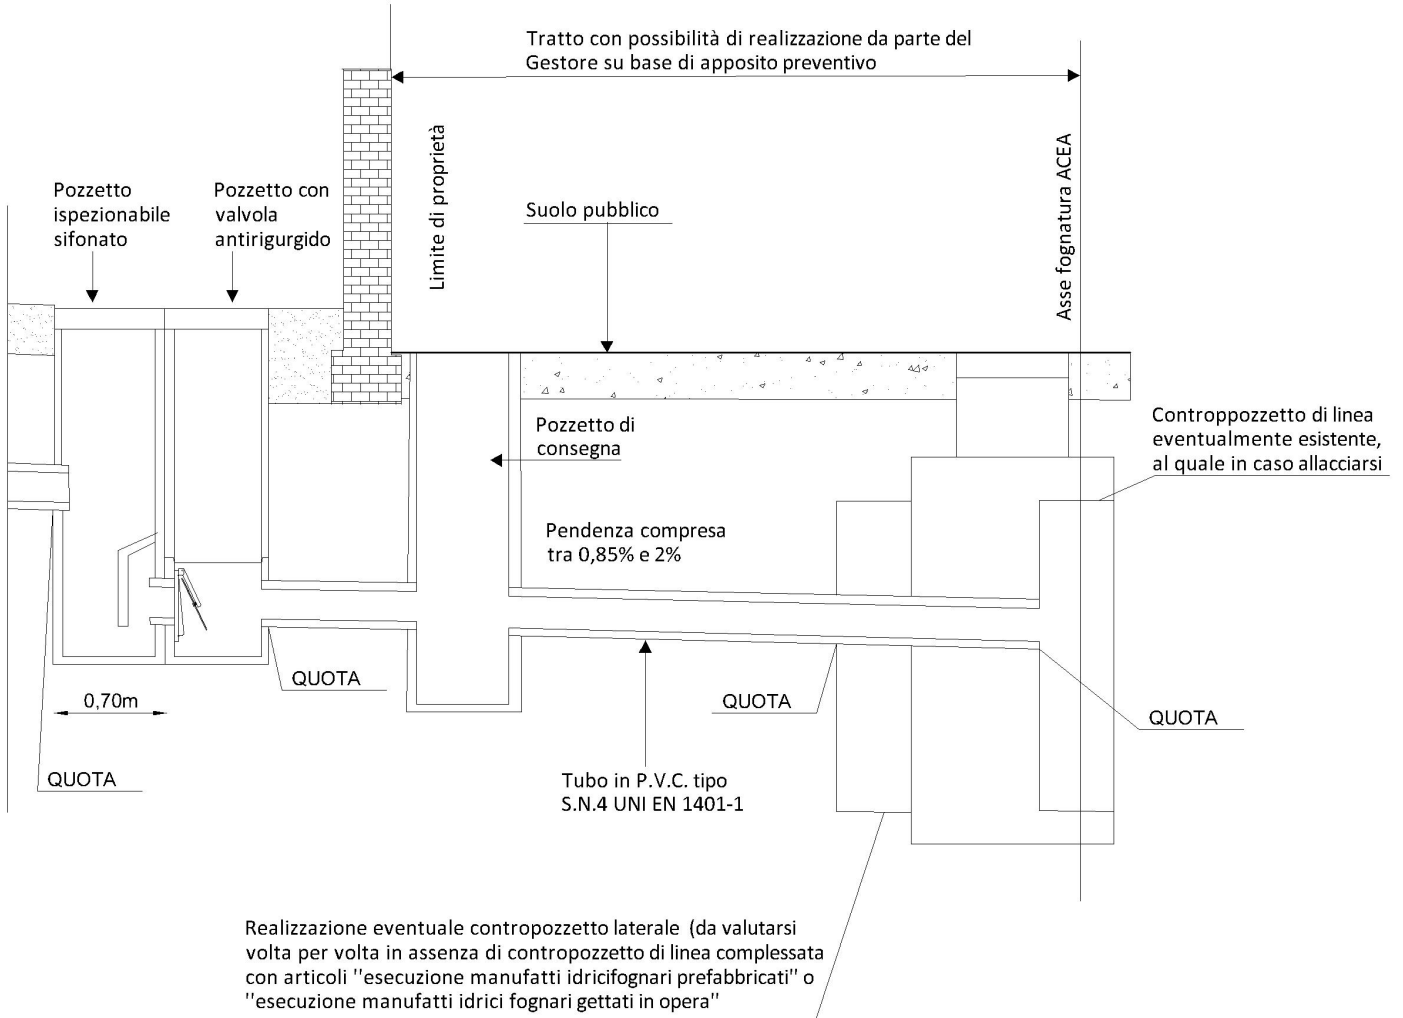 Tratto con possibilità di realizzazione da parte del
Gestore su base di apposito preventivo
Limite di proprietà
Asse fognatura ACEA
Pozzetto
ispezionabile
sifonato
Pozzetto con
valvola
antirigurgido
Suolo pubblico
Controppozzetto di linea
eventualmente esistente,
al quale in caso allacciarsi
Pozzetto di
consegna
Pendenza compresa
tra 0,85% e 2%
QUOTA
0,70m
QUOTA
QUOTA
QUOTA
Tubo in P.V.C. tipo
S.N.4 UNI EN 1401-1
Realizzazione eventuale contropozzetto laterale (da valutarsi
volta per volta in assenza di contropozzetto di linea complessata
con articoli "esecuzione manufatti idricifognari prefabbricati" o
"esecuzione manufatti idrici fognari gettati in opera"